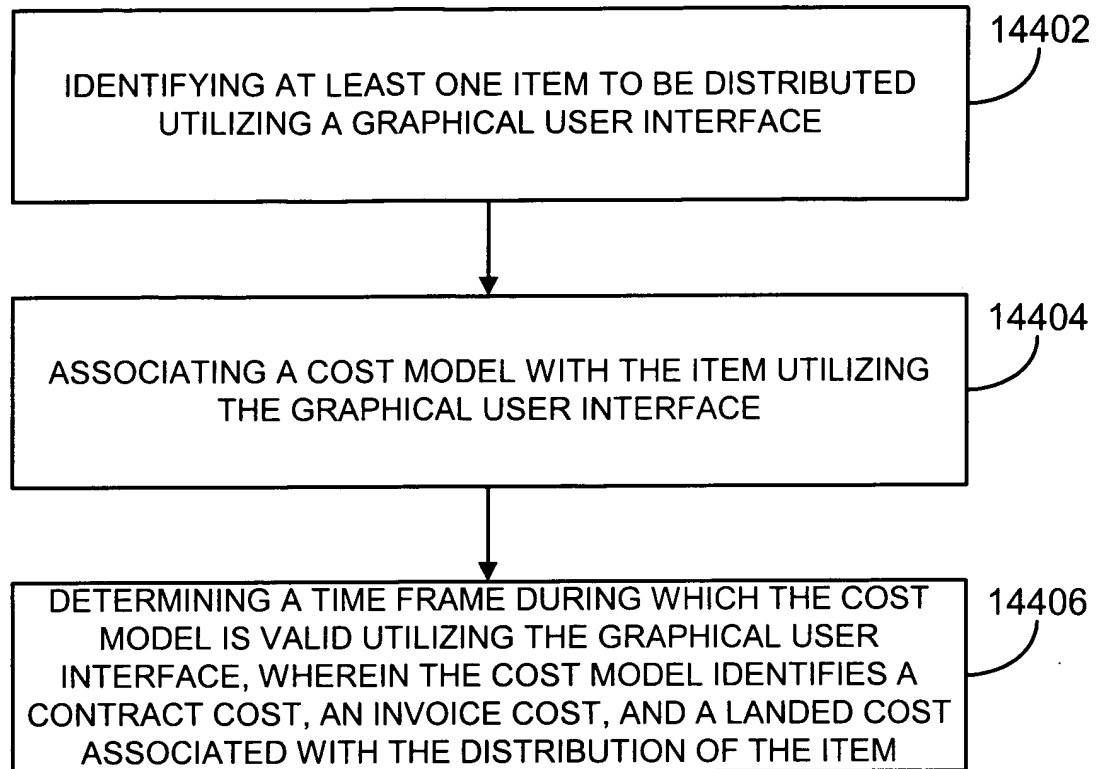 14402
IDENTIFYING AT LEAST ONE ITEM TO BE DISTRIBUTED
UTILIZING A GRAPHICAL USER INTERFACE
14404
ASSOCIATING A COST MODEL WITH THE ITEM UTILIZING
THE GRAPHICAL USER INTERFACE
14406
DETERMINING A TIME FRAME DURING WHICH THE COST
MODEL IS VALID UTILIZING THE GRAPHICAL USER
INTERFACE, WHEREIN THE COST MODEL IDENTIFIES A
CONTRACT COST, AN INVOICE COST, AND A LANDED COST
ASSOCIATED WITH THE DISTRIBUTION OF THE ITEM